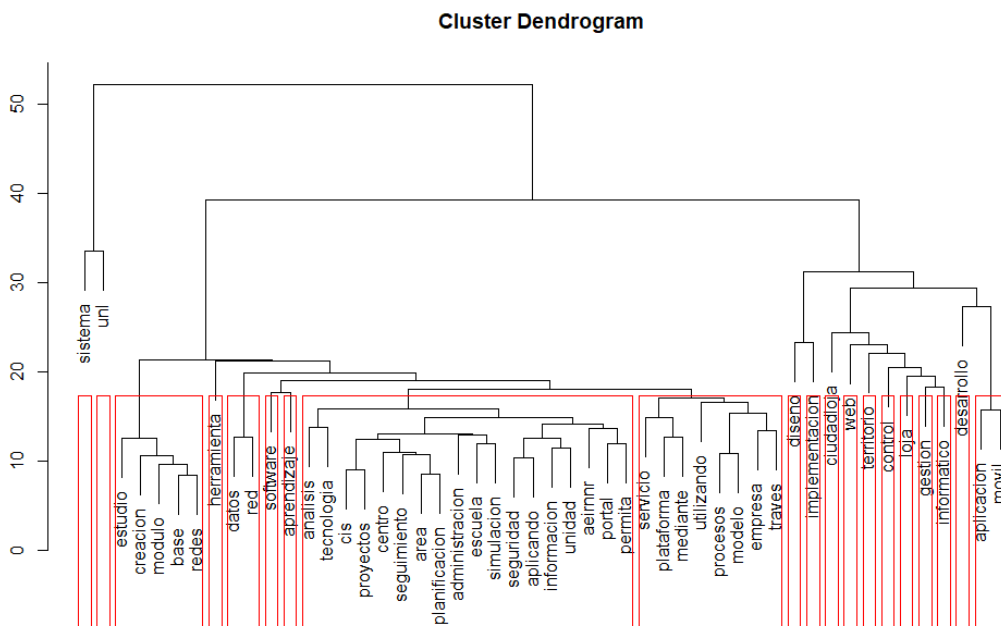 Cluster Dendrogram
50
40
30
20
10
0
sistema
unl
estudio
creacion
modulo
base
redes
herramienta
datos
red
software
aprendizaje
analisis
tecnologia
cis
proyectos
centro
seguimiento
area
planificacion
administracion
escuela
simulacion
seguridad
aplicando
informacion
unidad
aeirnnr
portal
permita
servicio
plataforma
mediante
utilizando
procesos
modelo
empresa
traves
diseno
implementacion
ciudadloja
web
territorio
control
loja
gestion
informatico
desarrollo
aplicacion
movil